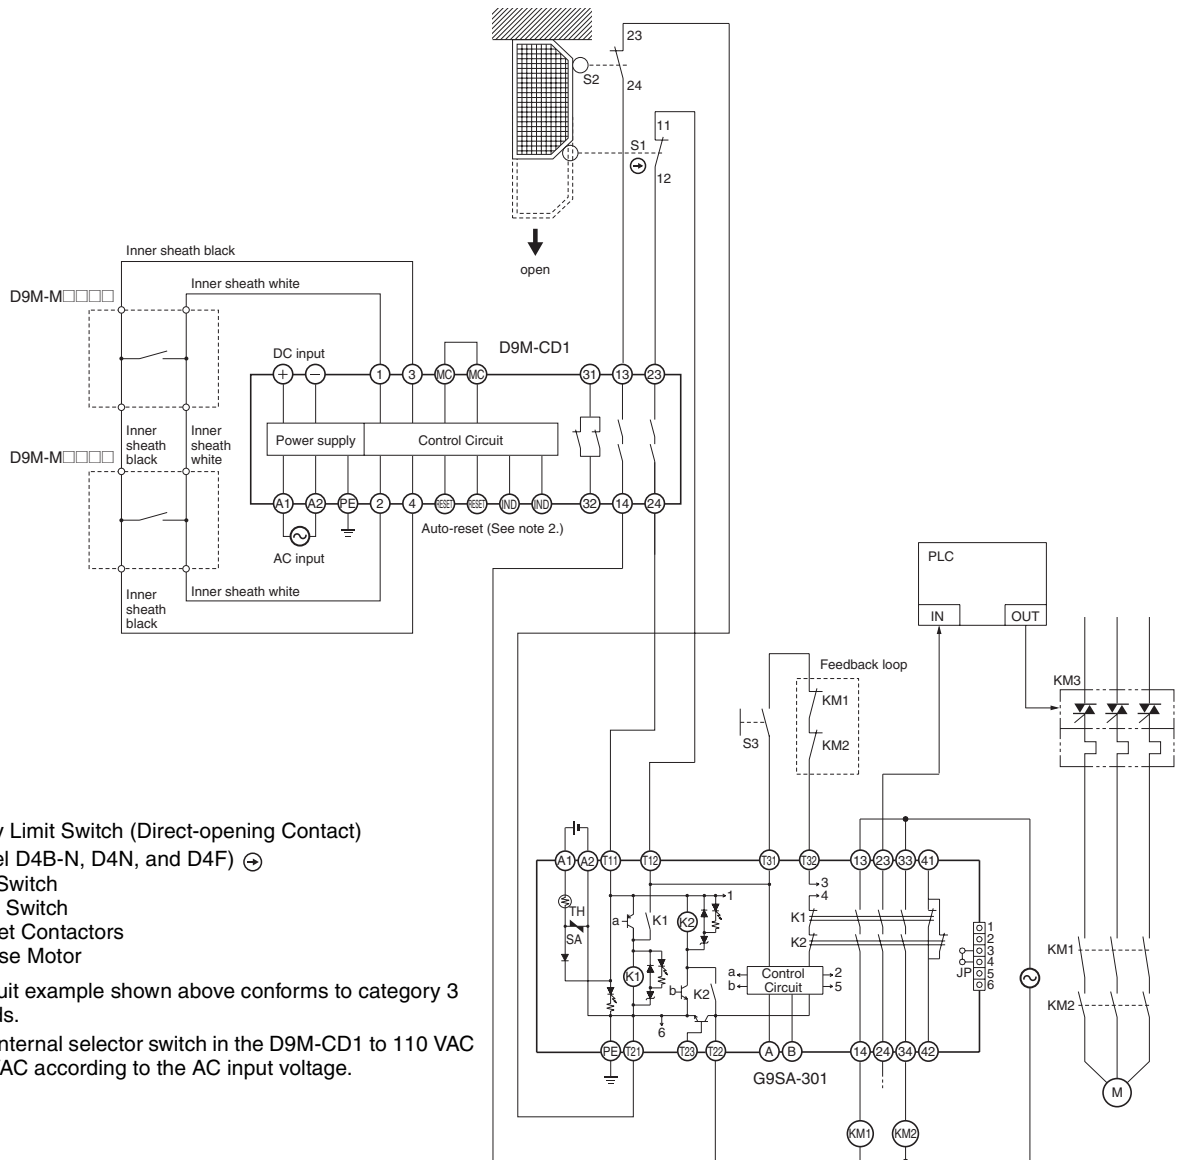 23
S2
24
11
S1
12
open
Inner sheath black
Inner sheath white
D9M-M□□□□
D9M-CD1
DC input
+ − 1 3 MC MC 31 13 23
Power supply
Control Circuit
Inner sheath black
Inner sheath white
D9M-M□□□□
A1 A2 PE 2 4 RESET RESET IND IND 32 14 24
Auto-reset (See note 2.)
AC input
Inner sheath black
Inner sheath white
PLC
IN
OUT
Feedback loop
KM1
KM2
S3
KM3
y Limit Switch (Direct-opening Contact)
el D4B-N, D4N, and D4F)
Switch
Switch
et Contactors
se Motor
uit example shown above conforms to category 3
ds.
internal selector switch in the D9M-CD1 to 110 VAC
VAC according to the AC input voltage.
A1 A2 T11 T12 T31 T32 13 23 33 41
TH
SA
a
K1
K2
1
3
4
K1
K2
K1
b
K2
a
b
Control
Circuit
2
5
6
JP
1
2
3
4
5
6
PE T21 T23 T22 A B 14 24 34 42
G9SA-301
KM1
KM2
KM1
KM2
M